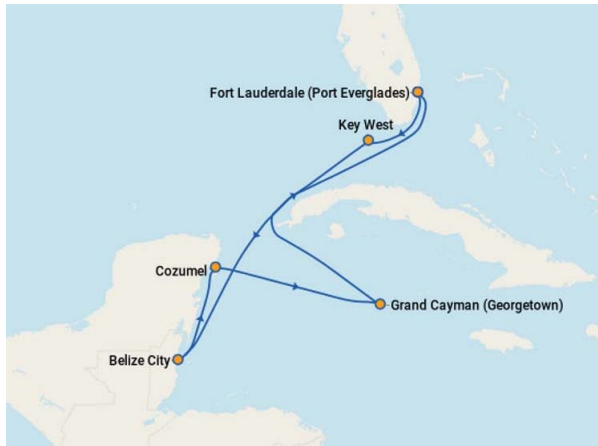 Fort Lauderdale (Port Everglades)
Key West
Cozumel
Grand Cayman (Georgetown)
Belize City